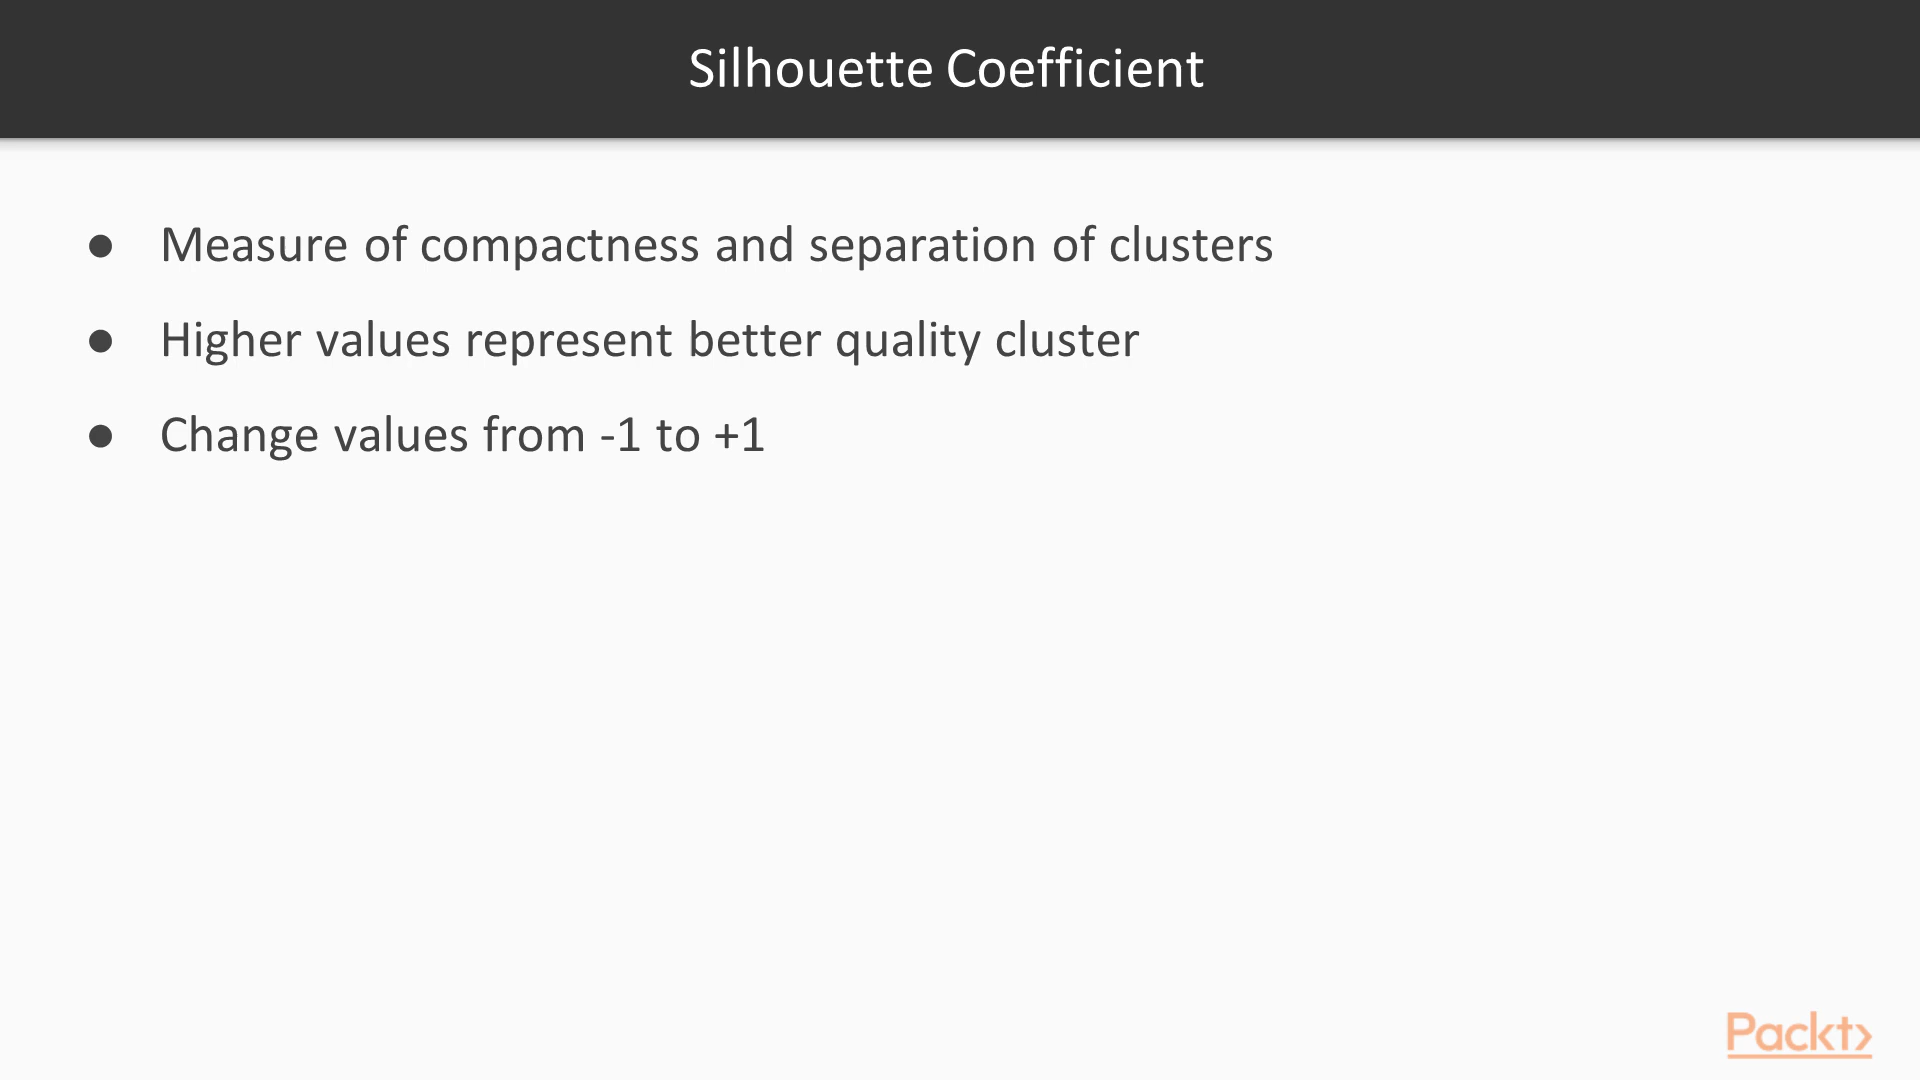 Silhouette Coefficient
● Measure of compactness and separation of clusters
● Higher values represent better quality cluster
● Change values from -1 to +1
Packt>